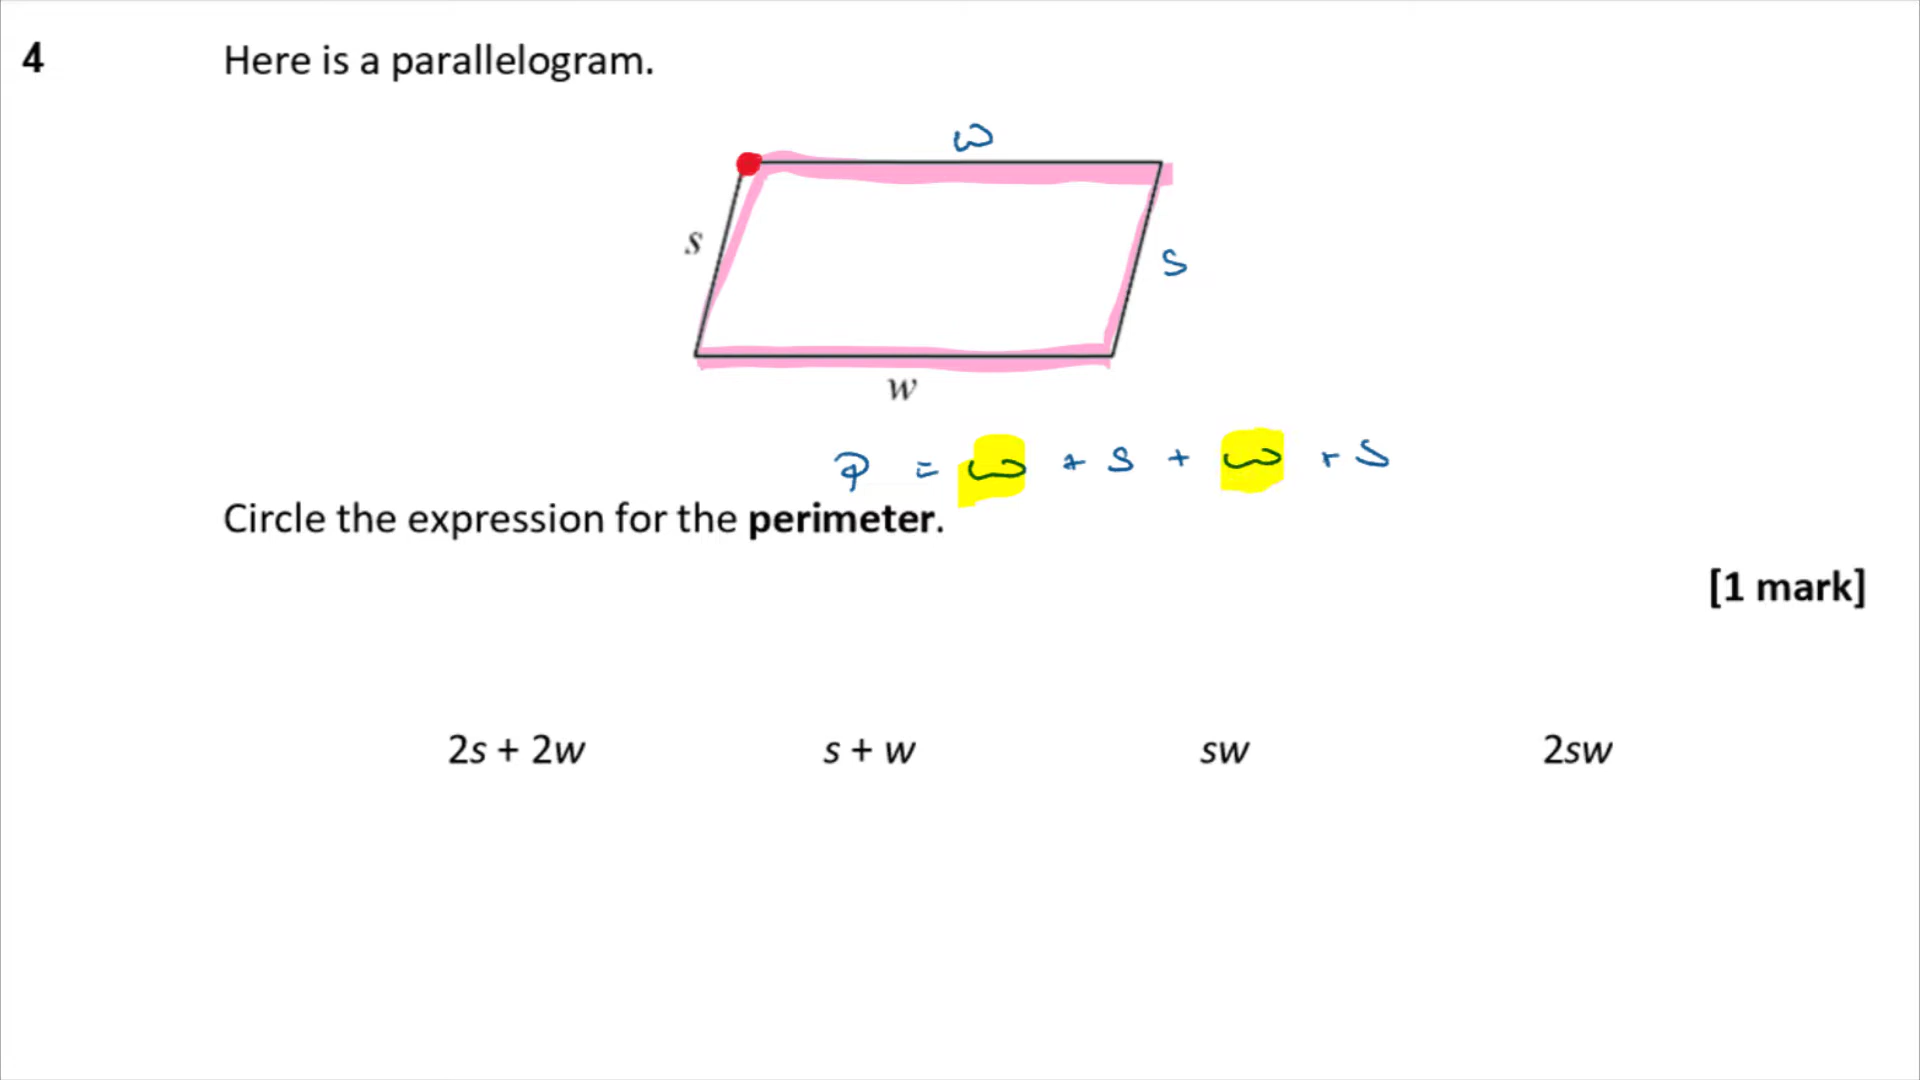 4 Here is a parallelogram.
w
s
s
w
P = w + s + w + s
Circle the expression for the perimeter.
[1 mark]
2s + 2w s + w sw 2sw